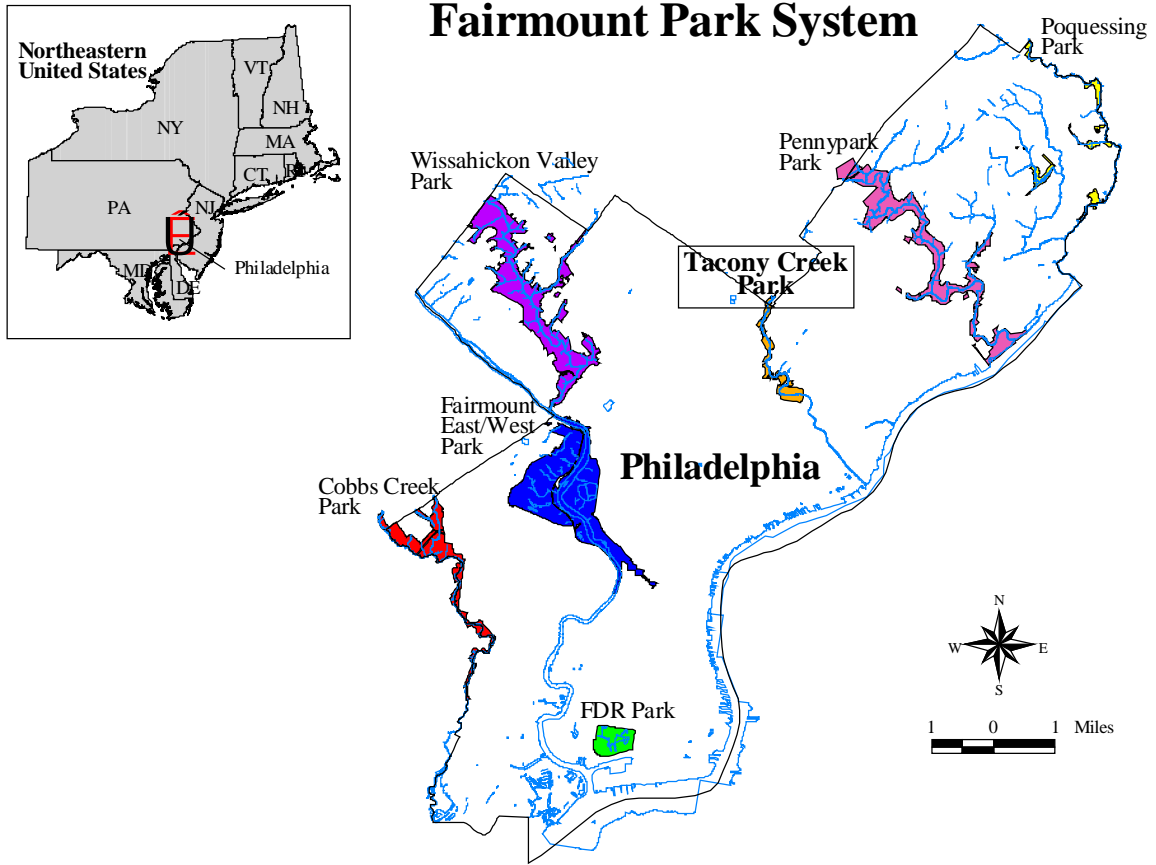 Fairmount Park System
Northeastern
United States
VT
NH
NY
MA
CT
RI
PA
NJ
MD
DE
Philadelphia
Poquessing
Park
Pennypark
Park
Wissahickon Valley
Park
Tacony Creek
Park
Fairmount
East/West
Park
Philadelphia
Cobbs Creek
Park
FDR Park
N
W
E
S
1 0 1 Miles